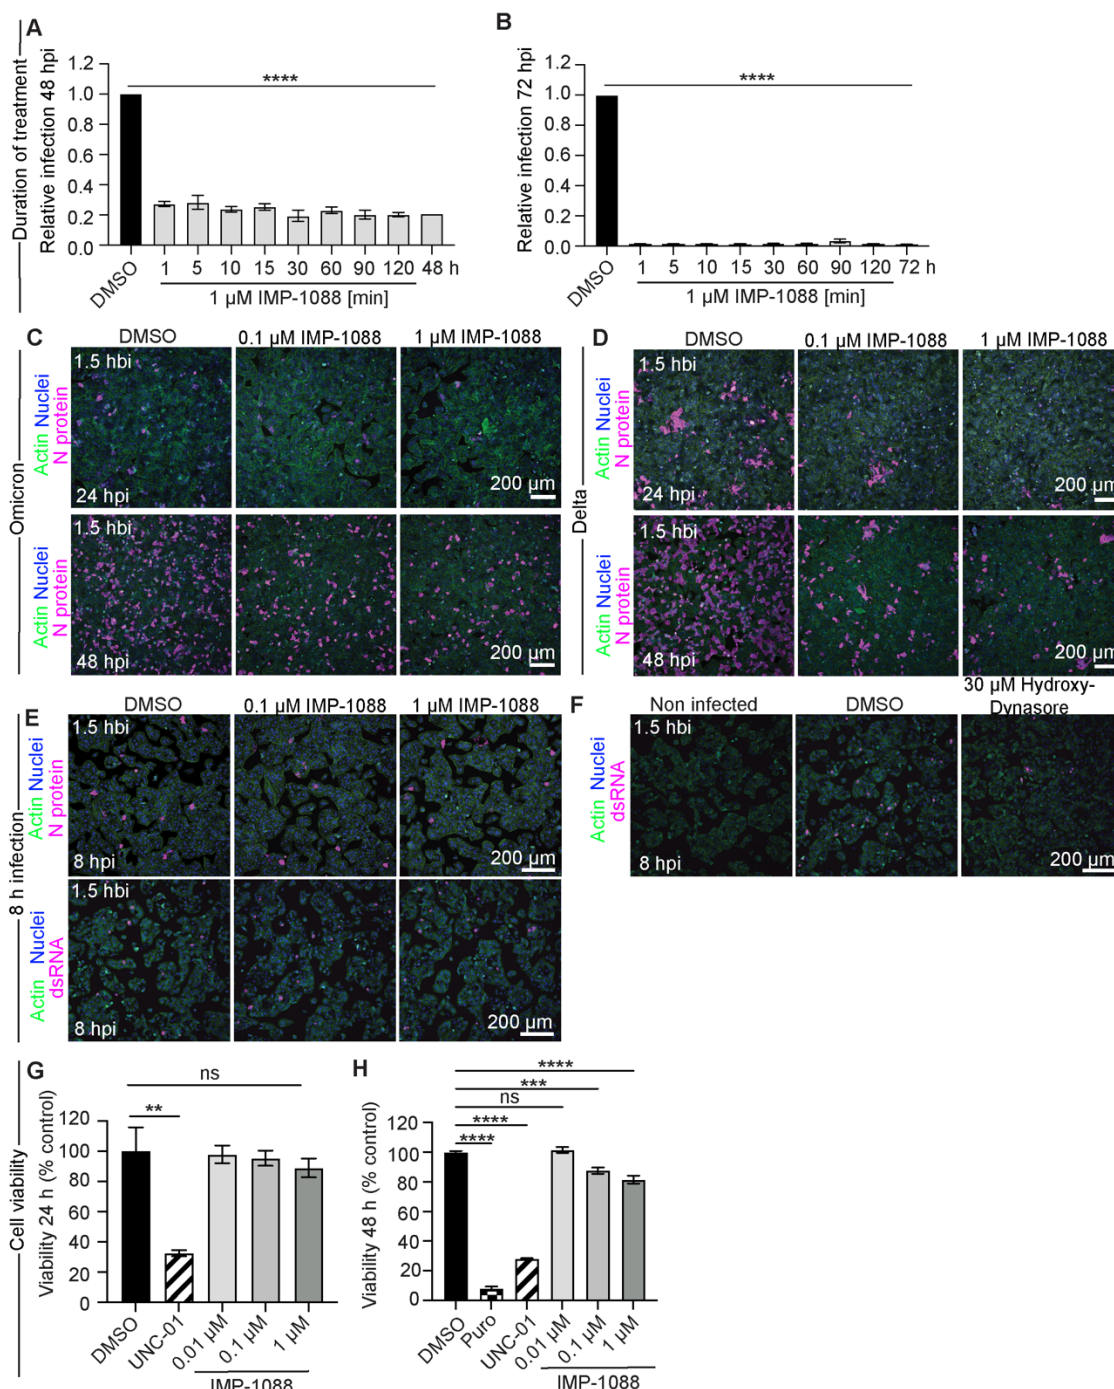 A
B
Duration of treatment
Relative infection 48 hpi
1.2
1.0
0.8
0.6
0.4
0.2
0.0
****
DMSO
1 5 10 15 30 60 90 120 48 h
1 µM IMP-1088 [min]
Relative infection 72 hpi
1.2
1.0
0.8
0.6
0.4
0.2
0.0
****
DMSO
1 5 10 15 30 60 90 120 72 h
1 µM IMP-1088 [min]
C
DMSO 0.1 µM IMP-1088 1 µM IMP-1088
Omicron
Actin Nuclei
N protein
1.5 hbi
24 hpi
200 µm
Actin Nuclei
N protein
1.5 hbi
48 hpi
200 µm
D
DMSO 0.1 µM IMP-1088 1 µM IMP-1088
Delta
Actin Nuclei
N protein
1.5 hbi
24 hpi
200 µm
Actin Nuclei
N protein
1.5 hbi
48 hpi
200 µm
E
DMSO 0.1 µM IMP-1088 1 µM IMP-1088
8 h infection
Actin Nuclei
N protein
1.5 hbi
8 hpi
200 µm
Actin Nuclei
dsRNA
1.5 hbi
8 hpi
200 µm
F
Non infected DMSO 30 µM Hydroxy-
Dynasore
Actin Nuclei
dsRNA
1.5 hbi
8 hpi
200 µm
Cell viability
G
Viability 24 h (% control)
120
100
80
60
40
20
0
ns
**
DMSO
UNC-01
0.01 µM
0.1 µM
1 µM
IMP-1088
H
Viability 48 h (% control)
120
100
80
60
40
20
0
****
***
ns
****
****
DMSO
Puro
UNC-01
0.01 µM
0.1 µM
1 µM
IMP-1088